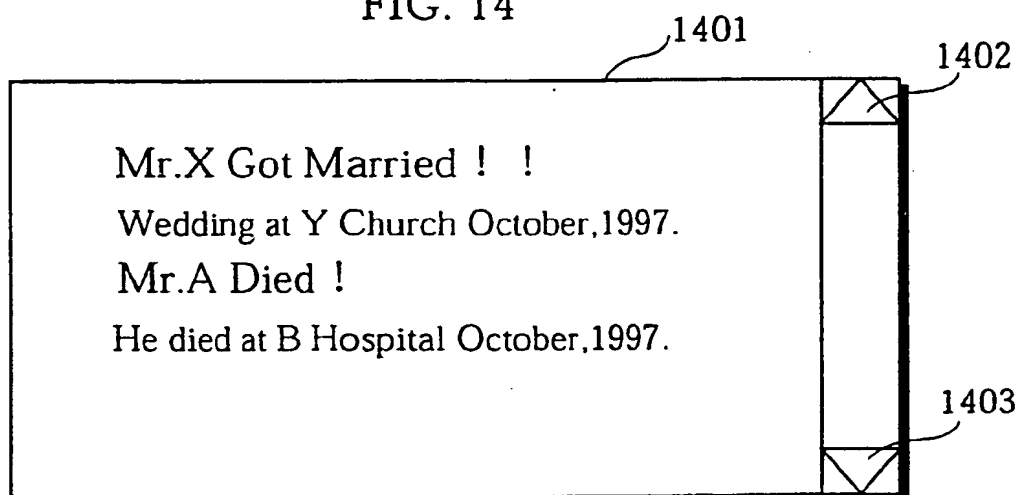 FIG. 14
1401
1402
Mr.X Got Married ! !
Wedding at Y Church October,1997.
Mr.A Died !
He died at B Hospital October,1997.
1403